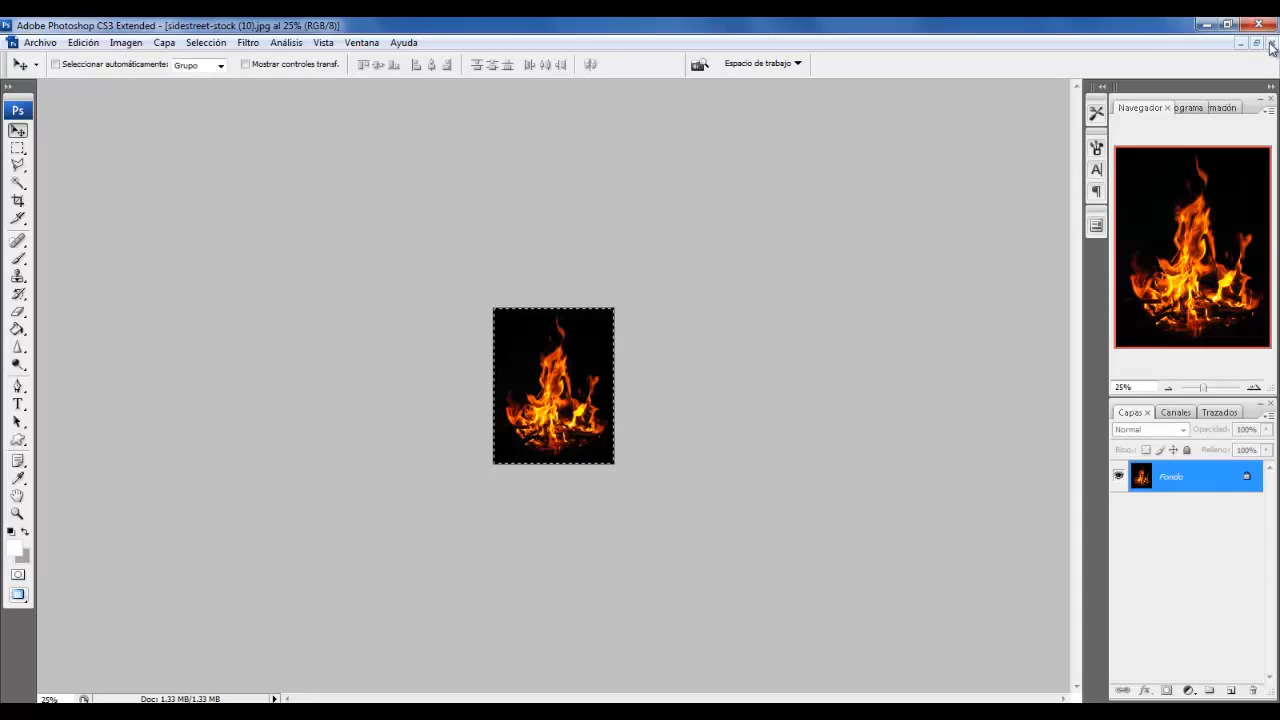 Ps Adobe Photoshop CS3 Extended - [sidestreet-stock (10).jpg al 25% (RGB/8)]
Archivo Edición Imagen Capa Selección Filtro Análisis Vista Ventana Ayuda
Seleccionar automáticamente: Grupo Mostrar controles transf. Espacio de trabajo
Ps
Navegador ograma mación
25%
Capas Canales Trazados
Normal Opacidad: 100%
Bloq.: Relleno: 100%
Fondo
25% Doc: 1.33 MB/1.33 MB